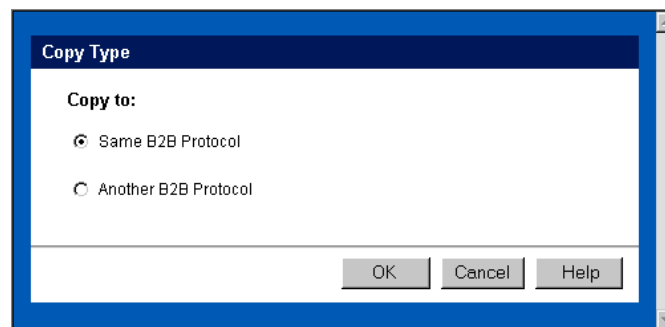 Copy Type
Copy to:
Same B2B Protocol
Another B2B Protocol
OK Cancel Help